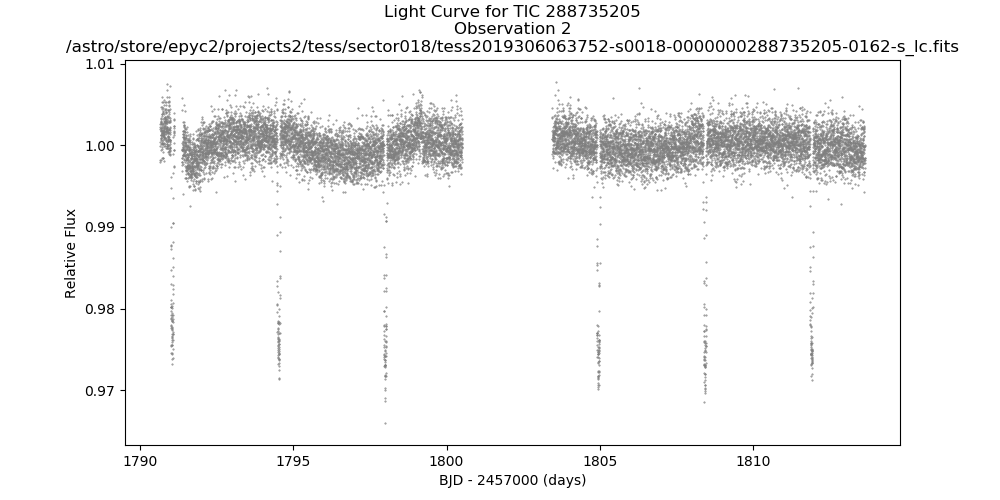 Light Curve for TIC 288735205
Observation 2
/astro/store/epyc2/projects2/tess/sector018/tess2019306063752-s0018-0000000288735205-0162-s_lc.fits
1.01
1.00
0.99
0.98
0.97
Relative Flux
1790
1795
1800
1805
1810
BJD - 2457000 (days)